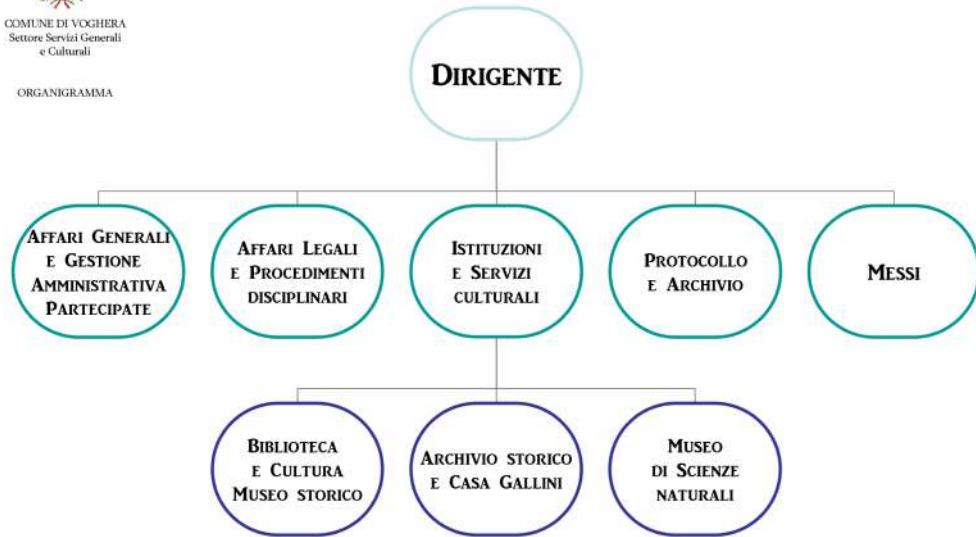 COMUNE DI VOGHERA
Settore Servizi Generali
e Culturali
ORGANIGRAMMA
DIRIGENTE
AFFARI GENERALI
E GESTIONE
AMMINISTRATIVA
PARTECIPATE
AFFARI LEGALI
E PROCEDIMENTI
DISCIPLINARI
ISTITUZIONI
E SERVIZI
CULTURALI
PROTOCOLLO
E ARCHIVIO
MESSI
BIBLIOTECA
E CULTURA
MUSEO STORICO
ARCHIVIO STORICO
E CASA GALLINI
MUSEO
DI SCIENZE
NATURALI